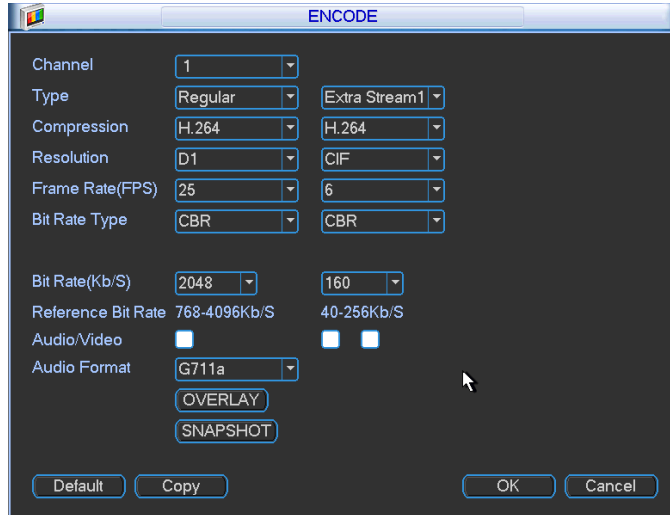 ENCODE
Channel 1
Type Regular Extra Stream1
Compression H.264 H.264
Resolution D1 CIF
Frame Rate(FPS) 25 6
Bit Rate Type CBR CBR
Bit Rate(Kb/S) 2048 160
Reference Bit Rate 768-4096Kb/S 40-256Kb/S
Audio/Video
Audio Format G711a
OVERLAY
SNAPSHOT
Default Copy OK Cancel